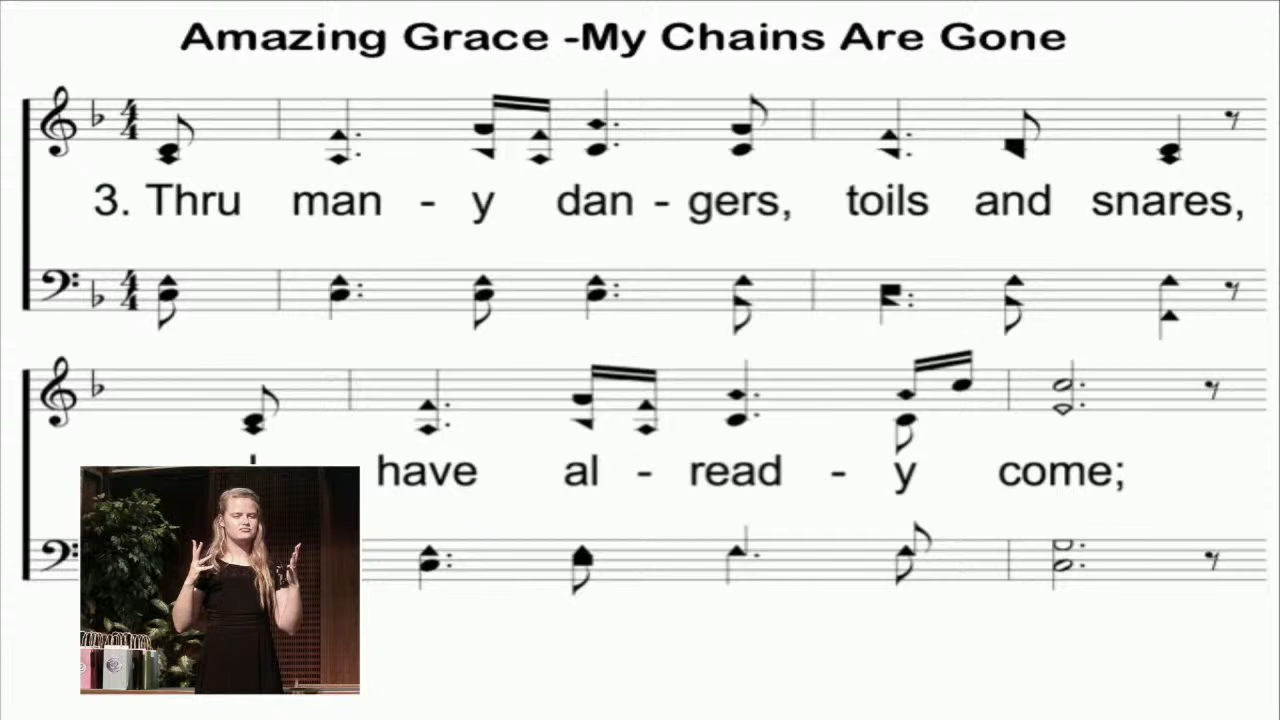 Amazing Grace -My Chains Are Gone
3. Thru man - y dan - gers, toils and snares,
have al - read - y come;